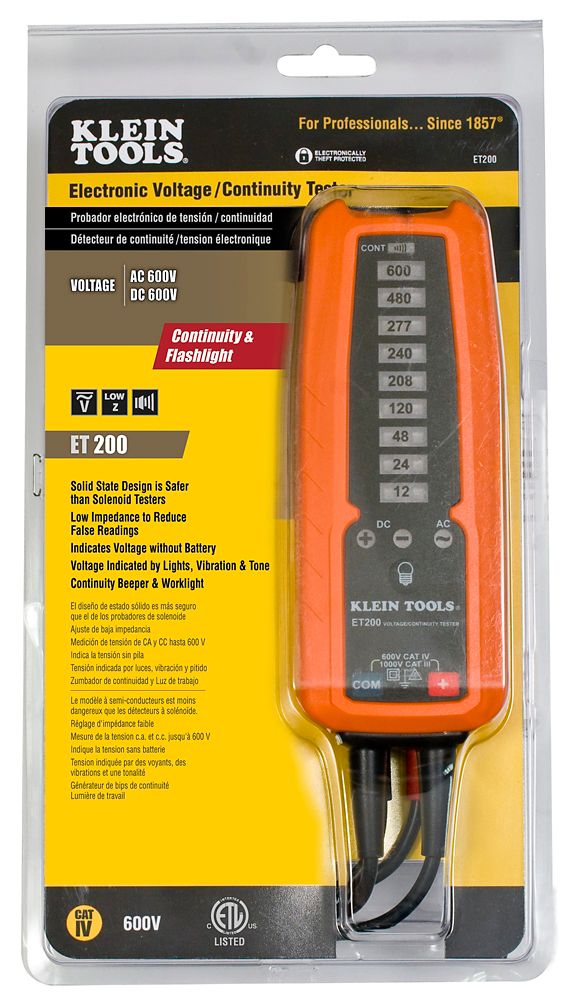 KLEIN
TOOLS®
For Professionals... Since 1857®
ELECTRONICALLY
THEFT PROTECTED
ET200
Electronic Voltage/Continuity Tester
Probador electrónico de tensión / continuidad
Détecteur de continuité /tension électronique
VOLTAGE
AC 600V
DC 600V
Continuity &
Flashlight
V
LOW
Z
ET 200
Solid State Design is Safer
than Solenoid Testers
Low Impedance to Reduce
False Readings
Indicates Voltage without Battery
Voltage Indicated by Lights, Vibration & Tone
Continuity Beeper & Worklight
El diseño de estado sólido es más seguro
que el de los probadores de solenoide
Ajuste de baja impedancia
Medición de tensión de CA y CC hasta 600 V
Indica la tensión sin pila
Tensión indicada por luces, vibración y pitido
Zumbador de continuidad y Luz de trabajo
Le modèle à semi-conducteurs est moins
dangereux que les détecteurs à solénoïde.
Réglage d'impédance faible
Mesure de la tension c.a. et c.c. jusqu'à 600 V
Indique la tension sans batterie
Tension indiquée par des voyants, des
vibrations et une tonalité
Générateur de bips de continuité
Lumière de travail
CONT
600
480
277
240
208
120
48
24
12
DC
AC
+
−
~
KLEIN TOOLS®
ET200 VOLTAGE/CONTINUITY TESTER
600V CAT IV
1000V CAT III
COM
+
CAT
IV
600V
INTERTEK
C ETL US
LISTED